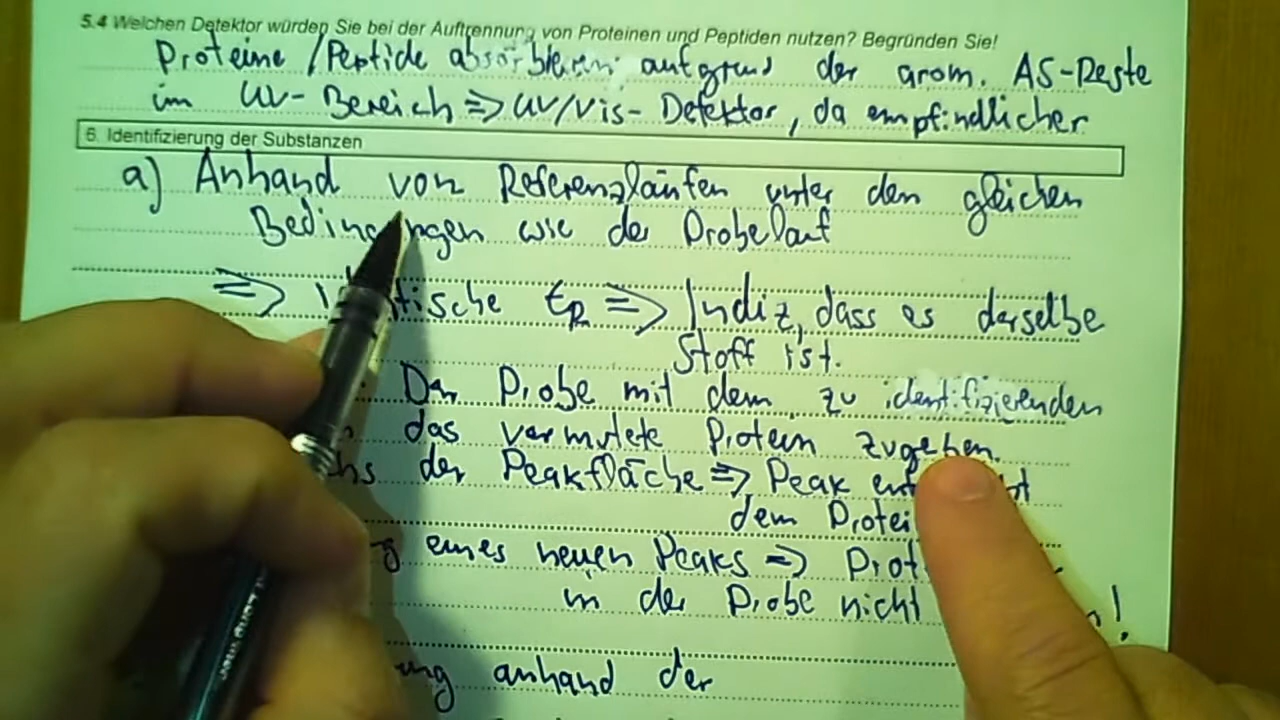 5.4 Welchen Detektor würden Sie bei der Auftrennung von Proteinen und Peptiden nutzen? Begründen Sie!
Proteine / Peptide absorbieren aufgrund der arom. AS-Reste
im UV-Bereich => UV/Vis-Detektor, da empfindlicher
6. Identifizierung der Substanzen
a) Anhand von Referenzläufen unter den gleichen
Bedingungen wie der Probelauf
=> tR => Indiz, dass es derselbe
Stoff ist.
Der Probe mit dem zu identifizierenden
das vermutete Protein zugeben.
der Peakfläche => Peak
dem
eines neuen Peaks =>
in der Probe nicht
anhand der